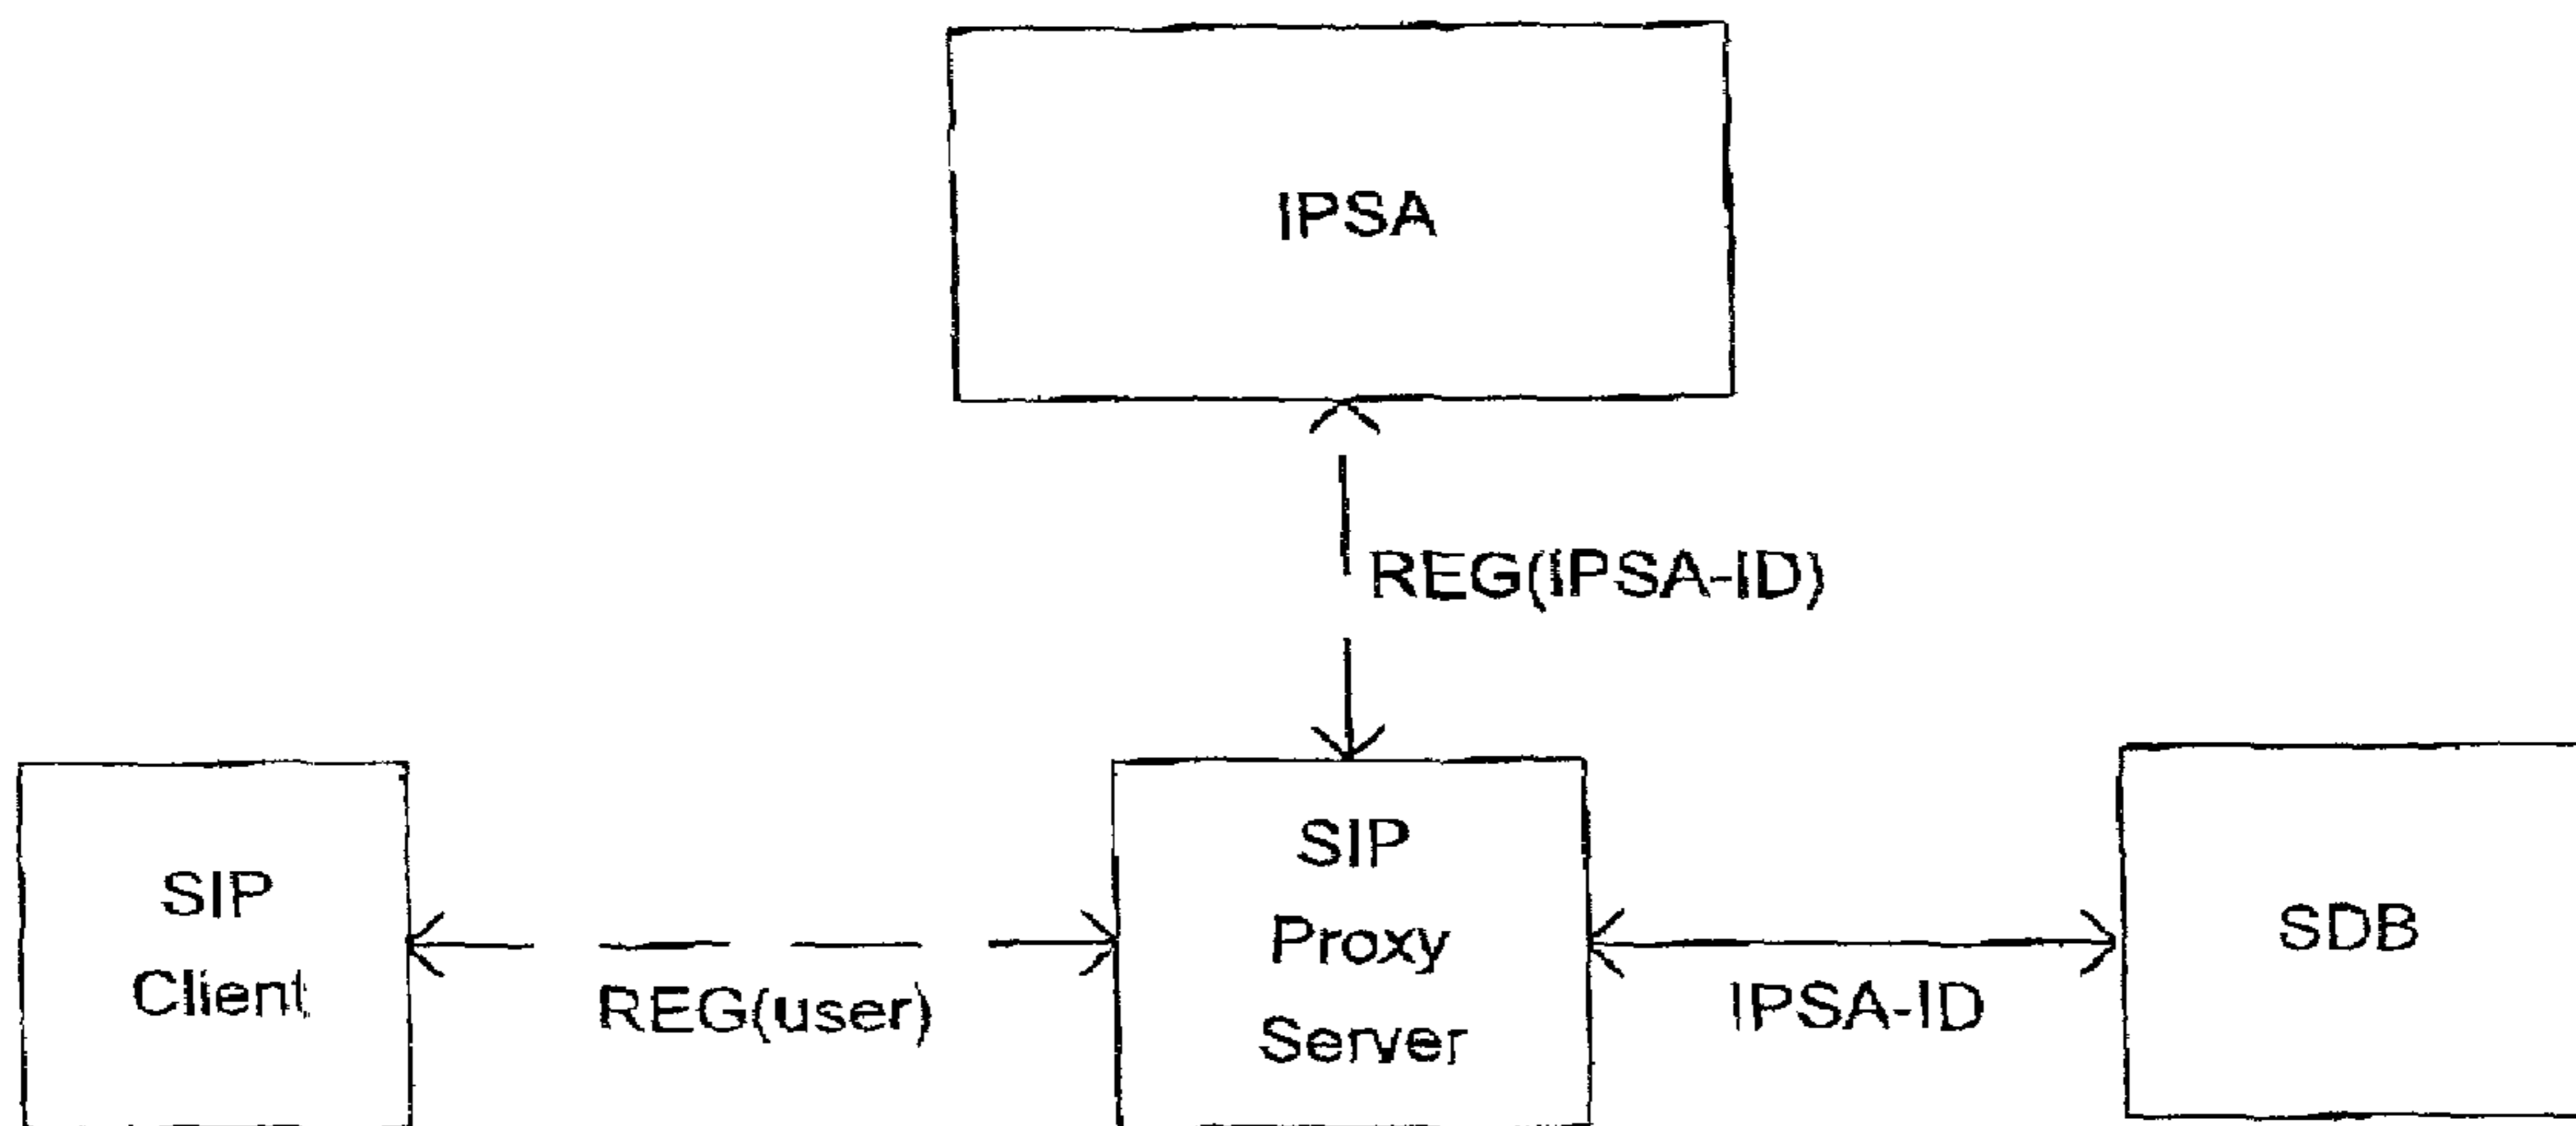 IPSA
REG(IPSA-ID)
SIP
Client
REG(user)
SIP
Proxy
Server
IPSA-ID
SDB